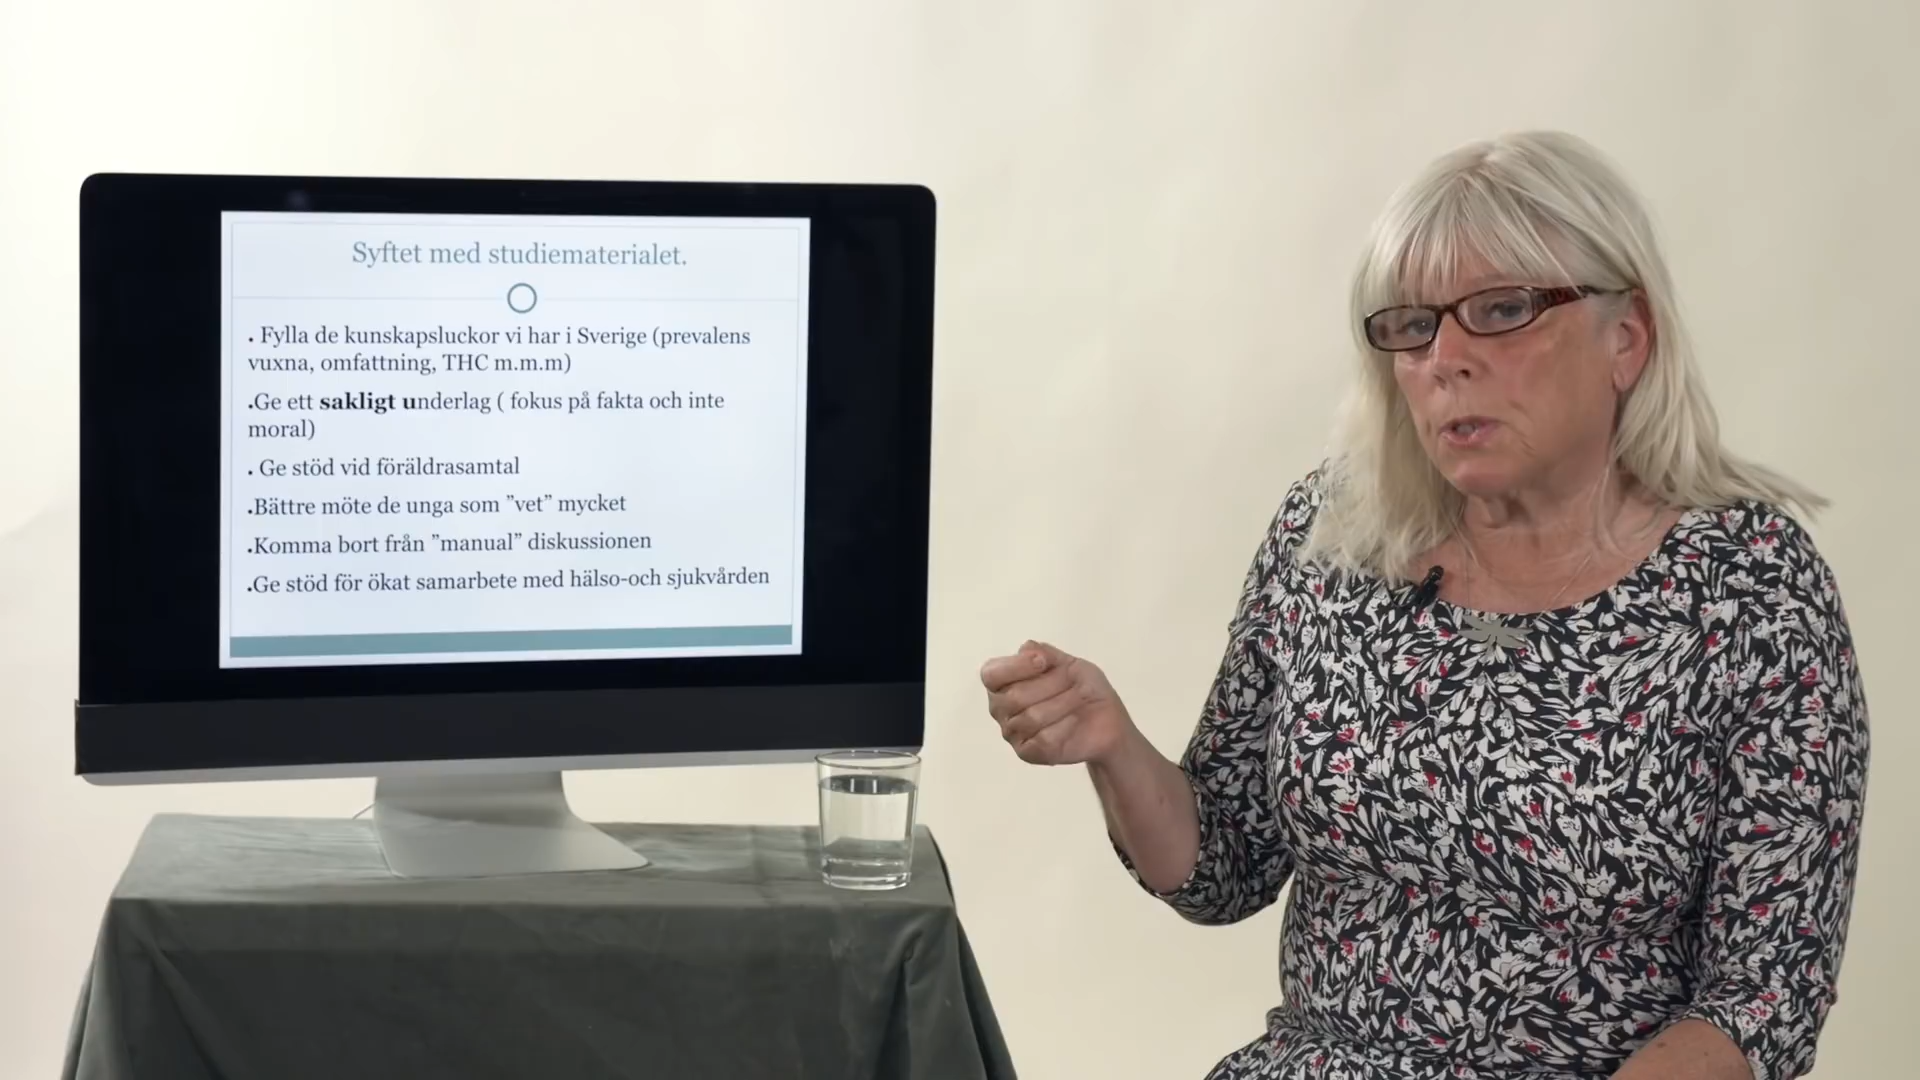 Syftet med studiematerialet.
. Fylla de kunskapsluckor vi har i Sverige (prevalens
vuxna, omfattning, THC m.m.m)
.Ge ett sakligt underlag ( fokus på fakta och inte
moral)
. Ge stöd vid föräldrasamtal
.Bättre möte de unga som ”vet” mycket
.Komma bort från ”manual” diskussionen
.Ge stöd för ökat samarbete med hälso-och sjukvården